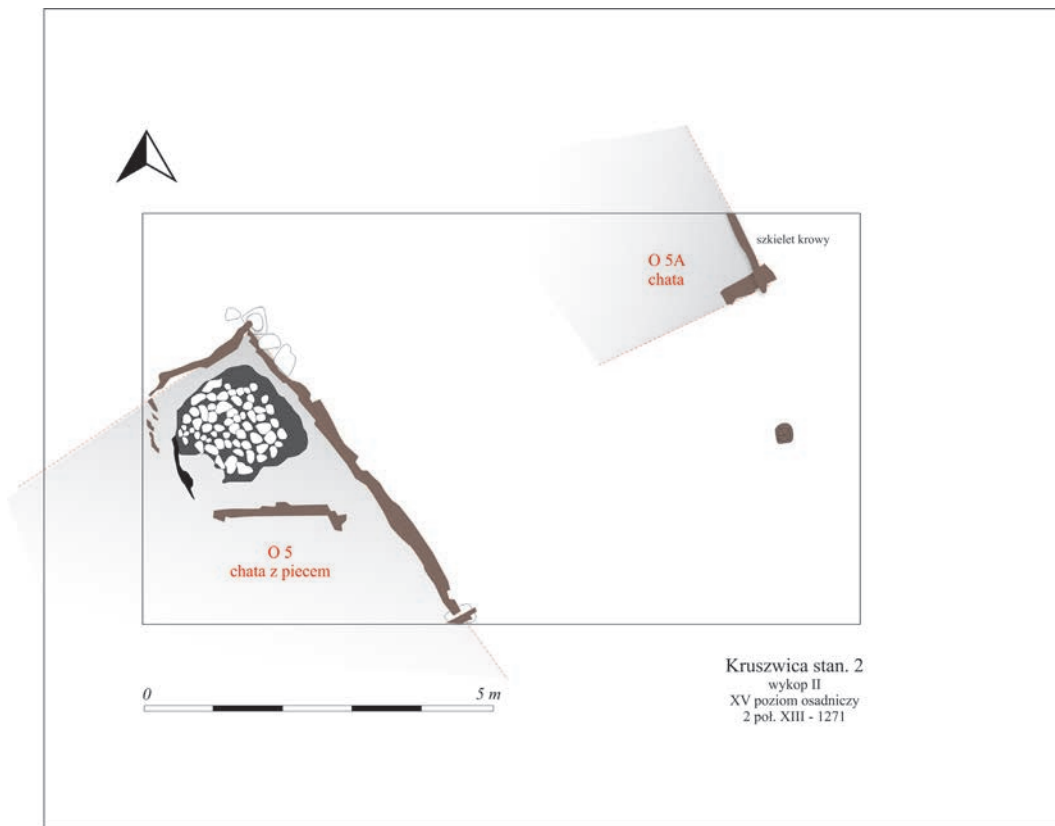 szkielet krowy
O 5A
chata
O 5
chata z piecem
0 5 m
Kruszwica stan. 2
wykop II
XV poziom osadniczy
2 poł. XIII - 1271